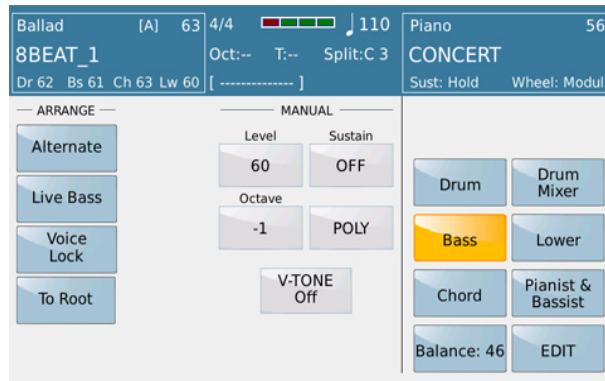 Ballad [A] 63
8BEAT_1
Dr 62 Bs 61 Ch 63 Lw 60
4/4 110
Oct:-- T:-- Split:C 3
[ -------------- ]
Piano 56
CONCERT
Sust: Hold Wheel: Modul
ARRANGE
Alternate
Live Bass
Voice
Lock
To Root
MANUAL
Level Sustain
60 OFF
Octave
-1 POLY
V-TONE
Off
Drum
Drum
Mixer
Bass
Lower
Chord
Pianist &
Bassist
Balance: 46
EDIT